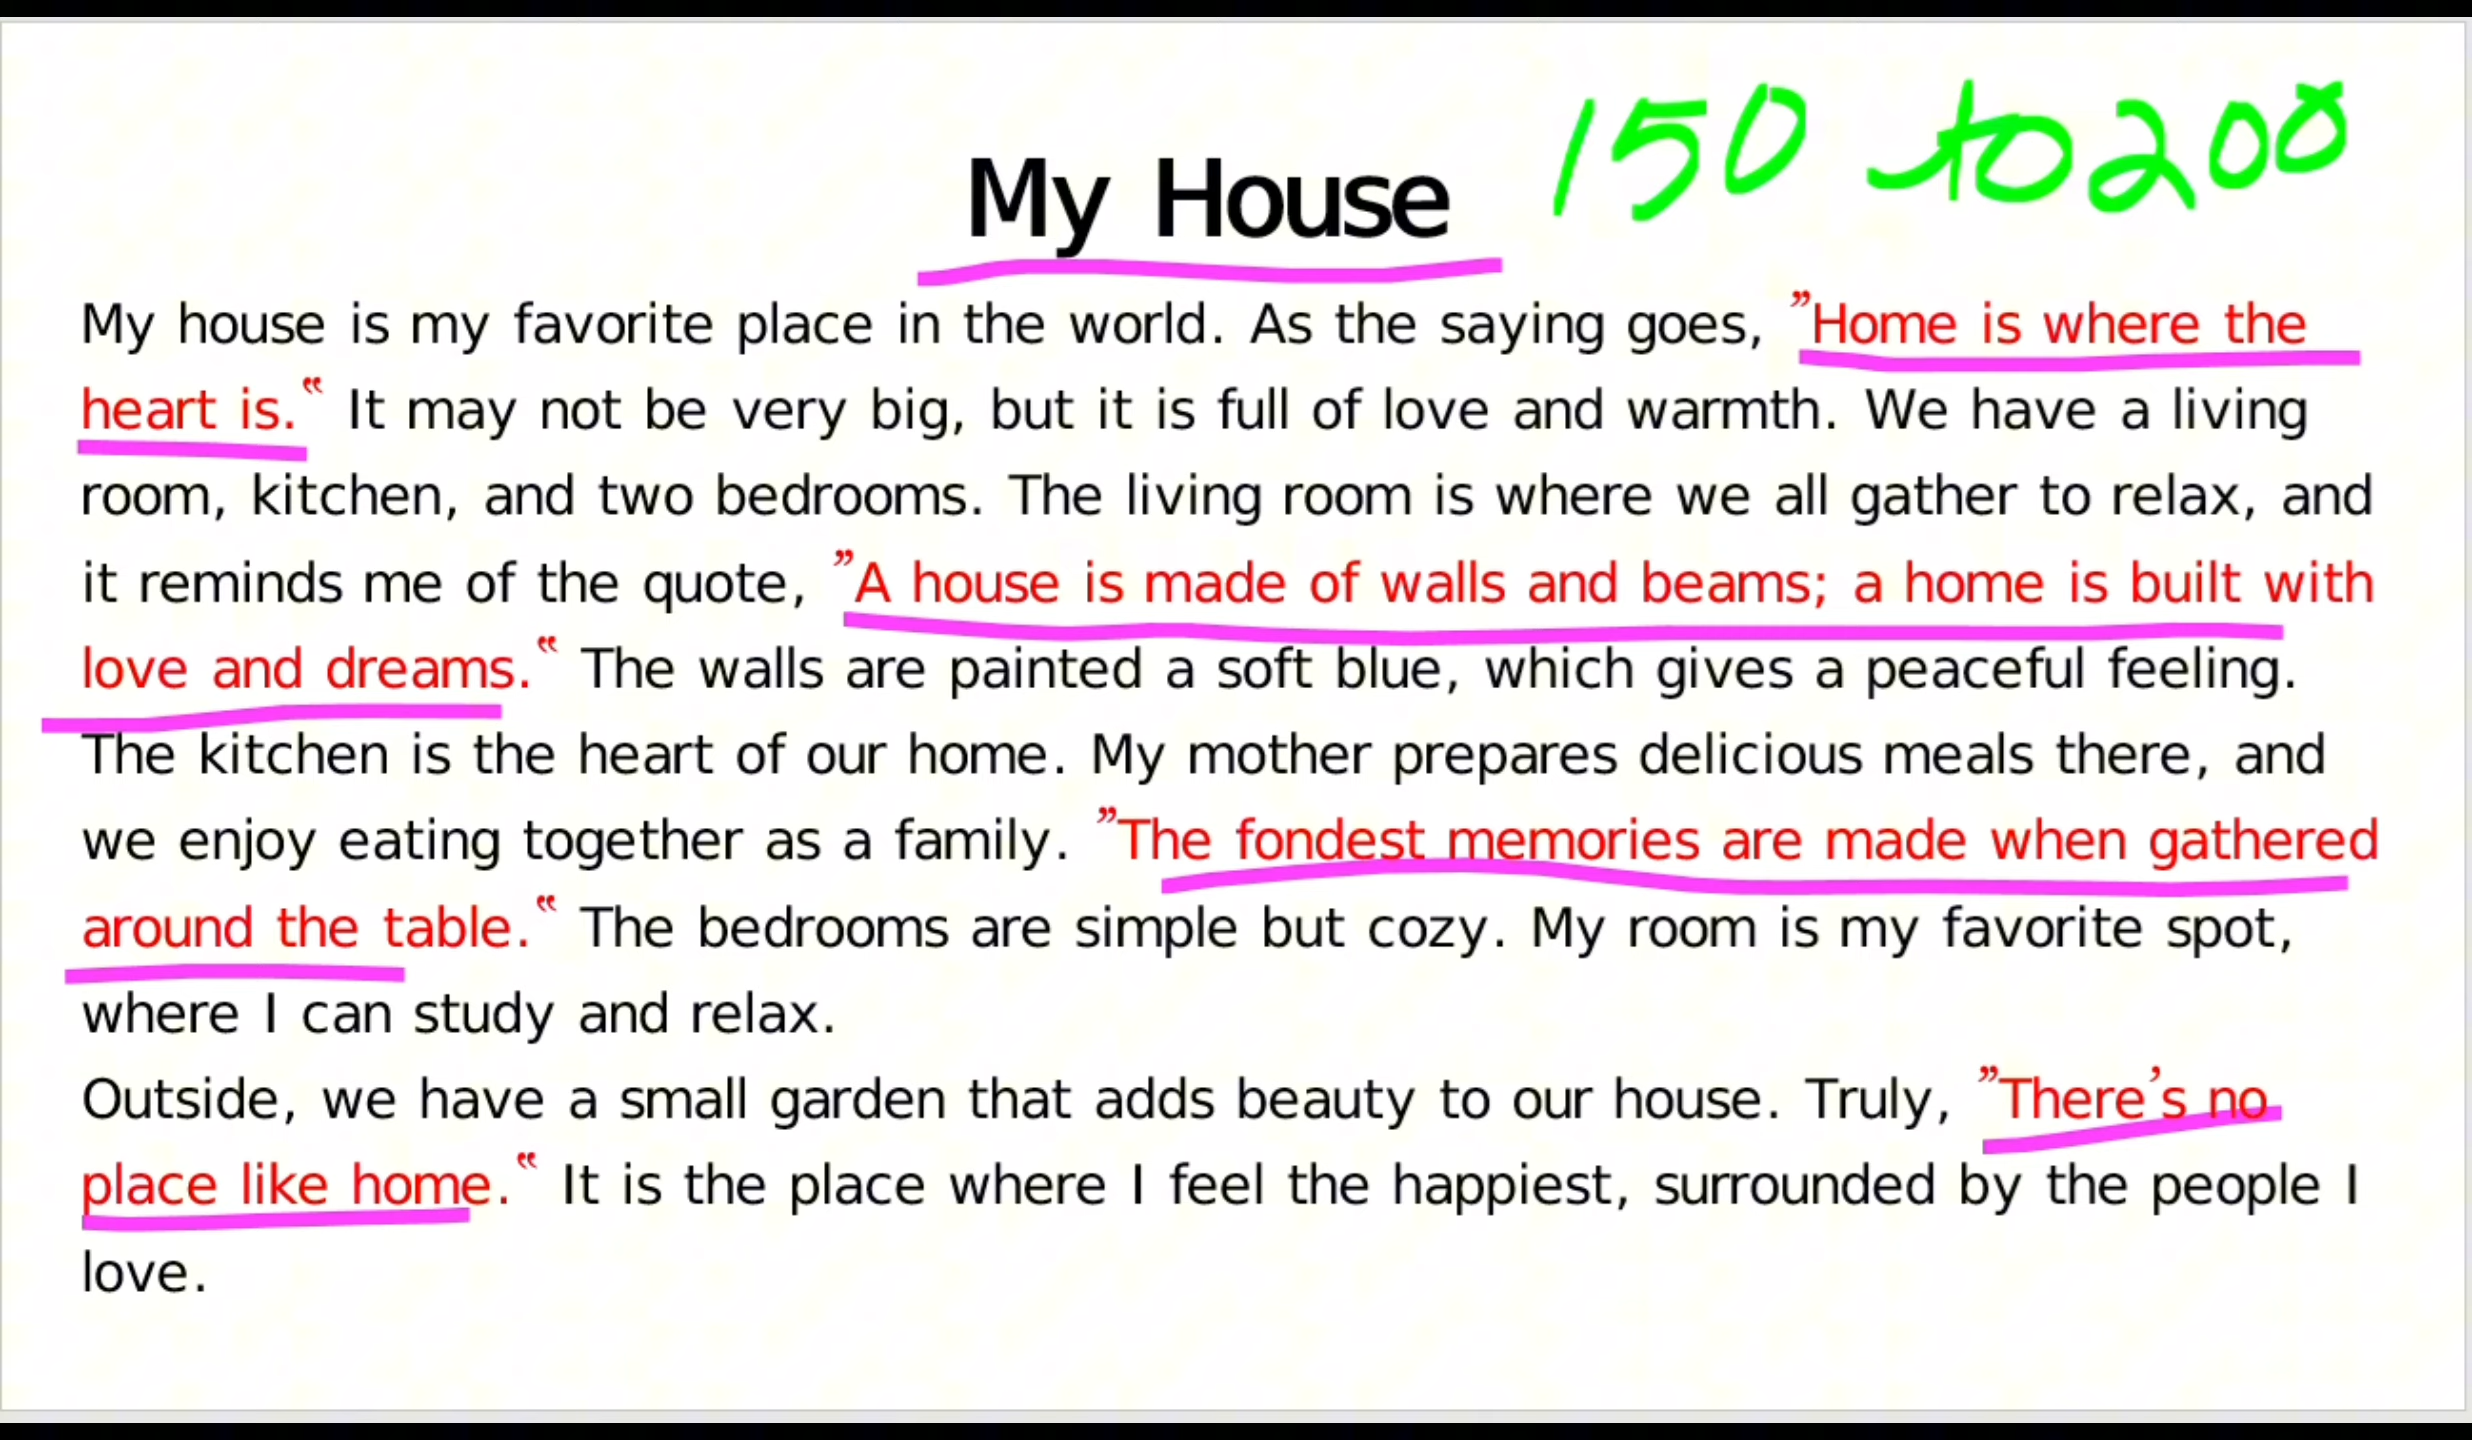 150 to 200
My House
My house is my favorite place in the world. As the saying goes, ”Home is where the
heart is.“ It may not be very big, but it is full of love and warmth. We have a living
room, kitchen, and two bedrooms. The living room is where we all gather to relax, and
it reminds me of the quote, ”A house is made of walls and beams; a home is built with
love and dreams.“ The walls are painted a soft blue, which gives a peaceful feeling.
The kitchen is the heart of our home. My mother prepares delicious meals there, and
we enjoy eating together as a family. ”The fondest memories are made when gathered
around the table.“ The bedrooms are simple but cozy. My room is my favorite spot,
where I can study and relax.
Outside, we have a small garden that adds beauty to our house. Truly, ”There’s no
place like home.“ It is the place where I feel the happiest, surrounded by the people I
love.